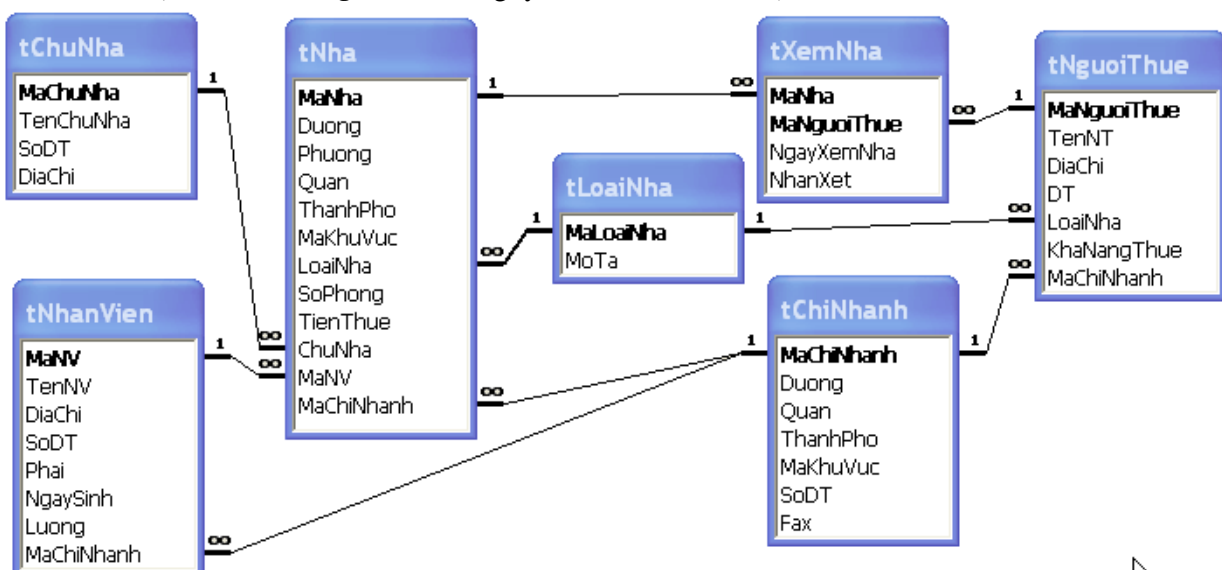 tChuNha
MaChuNha
TenChuNha
SoDT
DiaChi
1
tNha
MaNha
Duong
Phuong
Quan
ThanhPho
MaKhuVuc
LoaiNha
SoPhong
TienThue
ChuNha
MaNV
MaChiNhanh
1
∞
∞
∞
∞
tXemNha
MaNha
MaNguoiThue
NgayXemNha
NhanXet
∞
∞
tNguoiThue
MaNguoiThue
TenNT
DiaChi
DT
LoaiNha
KhaNangThue
MaChiNhanh
1
∞
∞
tLoaiNha
MaLoaiNha
MoTa
1
1
tNhanVien
MaNV
TenNV
DiaChi
SoDT
Phai
NgaySinh
Luong
MaChiNhanh
1
∞
tChiNhanh
MaChiNhanh
Duong
Quan
ThanhPho
MaKhuVuc
SoDT
Fax
1
1